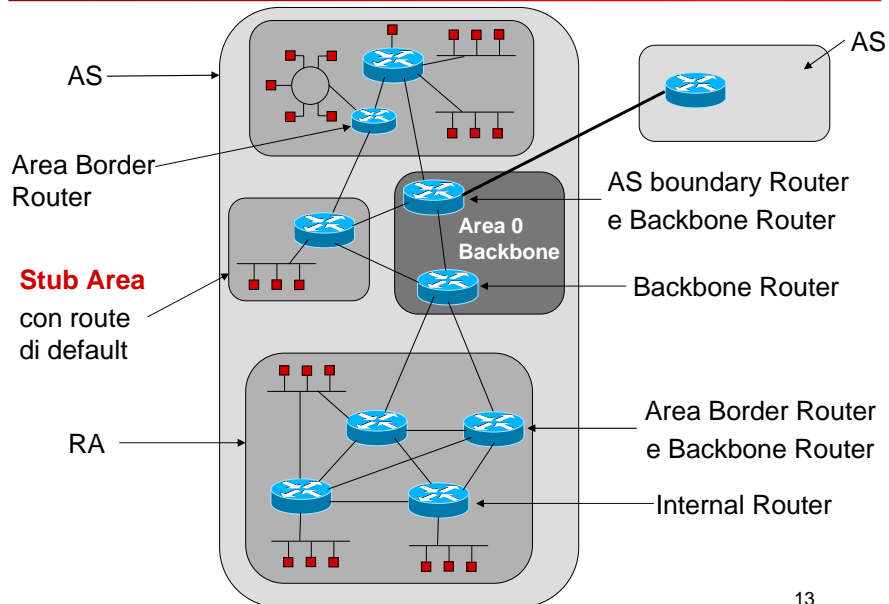 AS
AS
Area Border
Router
AS boundary Router
e Backbone Router
Area 0
Backbone
Stub Area
con route
di default
Backbone Router
RA
Area Border Router
e Backbone Router
Internal Router
13